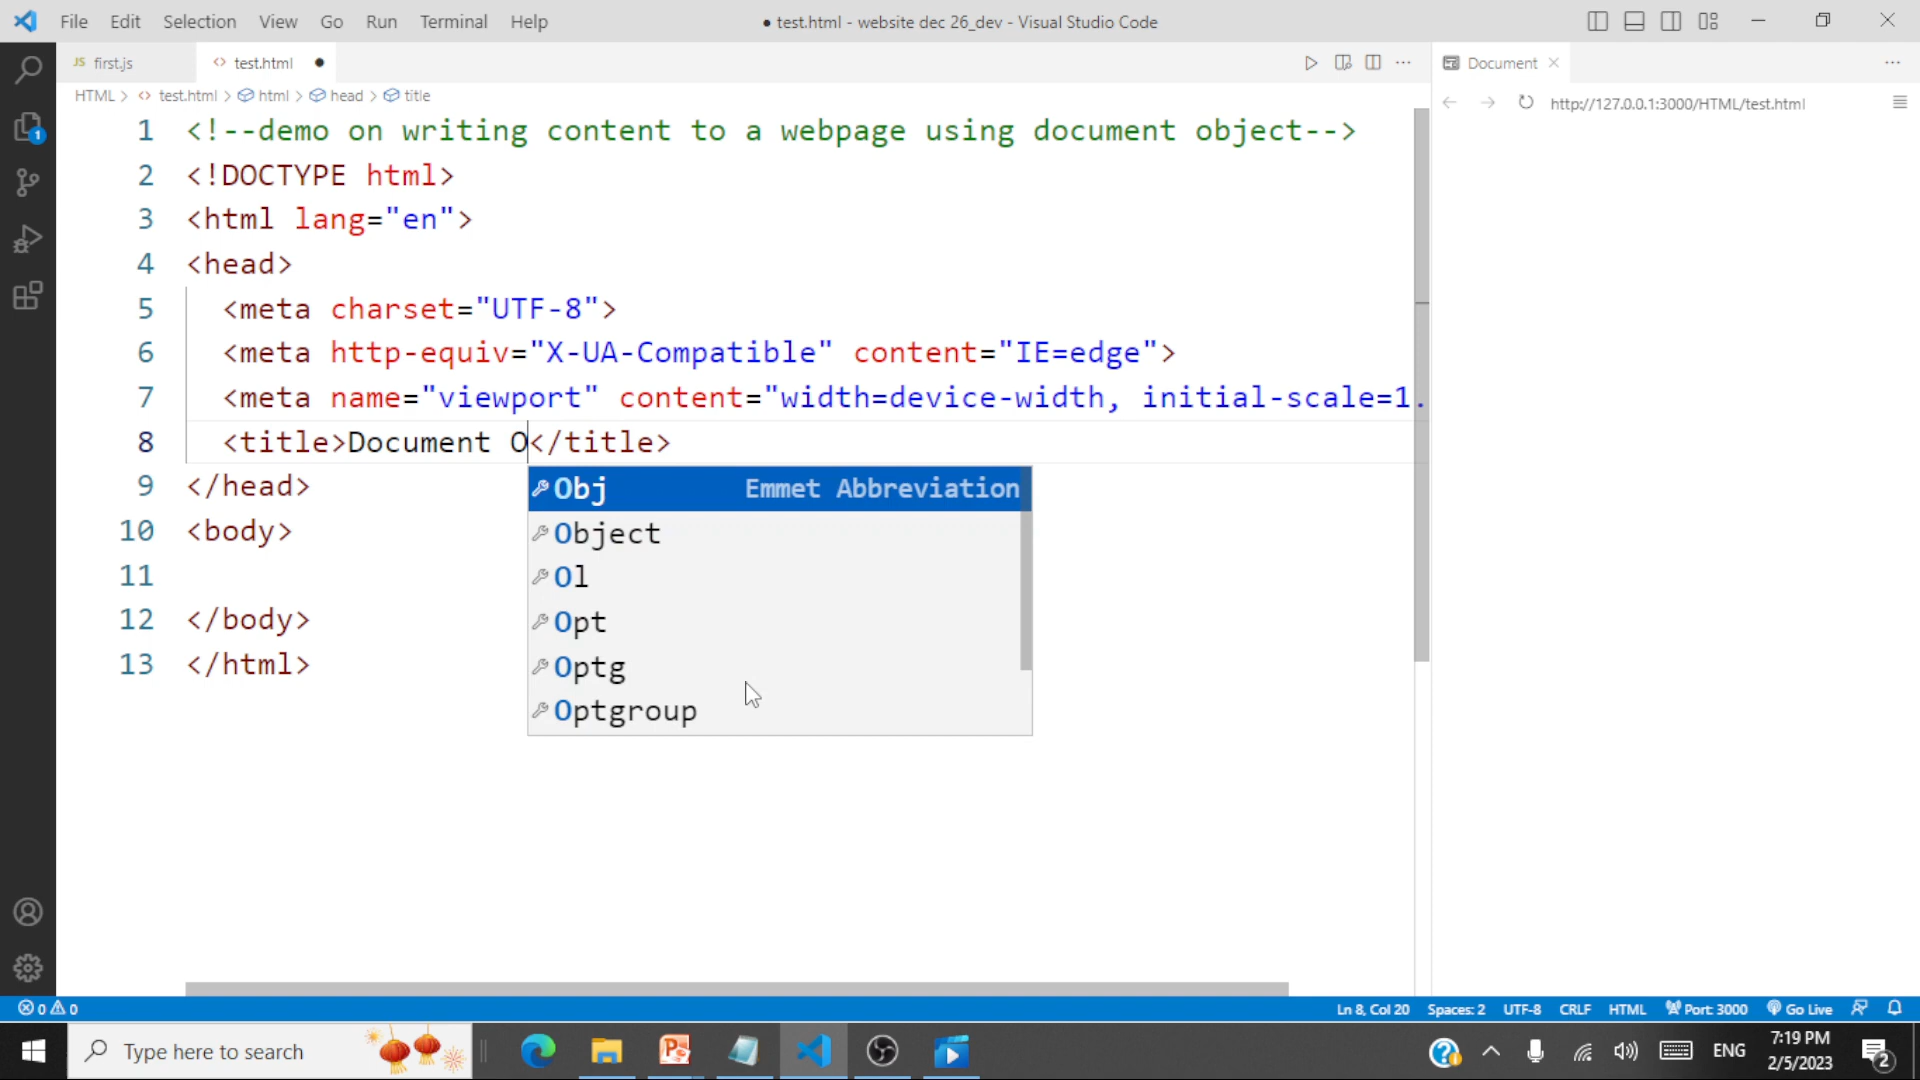 File Edit Selection View Go Run Terminal Help
● test.html - website dec 26_dev - Visual Studio Code
JS first.js
<> test.html ●
Document
HTML > <> test.html > html > head > title
http://127.0.0.1:3000/HTML/test.html
1 <!--demo on writing content to a webpage using document object-->
2 <!DOCTYPE html>
3 <html lang="en">
4 <head>
5 <meta charset="UTF-8">
6 <meta http-equiv="X-UA-Compatible" content="IE=edge">
7 <meta name="viewport" content="width=device-width, initial-scale=1.
8 <title>Document O</title>
9 </head>
10 <body>
11
12 </body>
13 </html>
Obj Emmet Abbreviation
Object
Ol
Opt
Optg
Optgroup
1
0 0
Ln 8, Col 20 Spaces: 2 UTF-8 CRLF HTML Port: 3000 Go Live
Type here to search
ENG
7:19 PM
2/5/2023
2